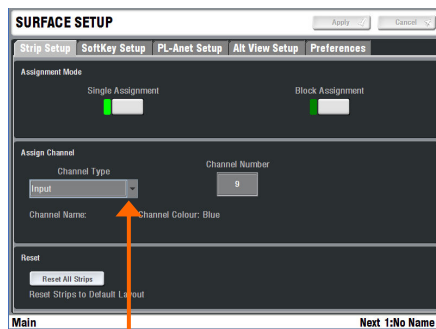 SURFACE SETUP
Apply
Cancel
Strip Setup
SoftKey Setup
PL-Anet Setup
Alt View Setup
Preferences
Assignment Mode
Single Assignment
Block Assignment
Assign Channel
Channel Type
Channel Number
Input
9
Channel Name:
Channel Colour: Blue
Reset
Reset All Strips
Reset Strips to Default Layout
Main
Next 1:No Name